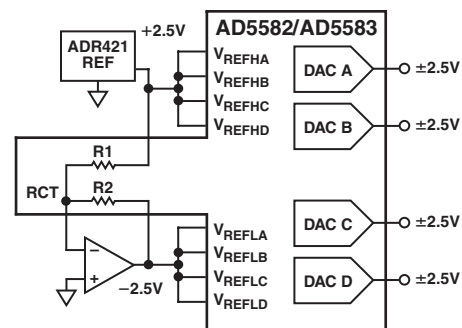 AD5582/AD5583
+2.5V
ADR421
REF
VREFHA
VREFHB
VREFHC
VREFHD
DAC A
±2.5V
DAC B
±2.5V
R1
RCT
R2
DAC C
±2.5V
VREFLA
VREFLB
VREFLC
VREFLD
DAC D
±2.5V
−
+
−2.5V